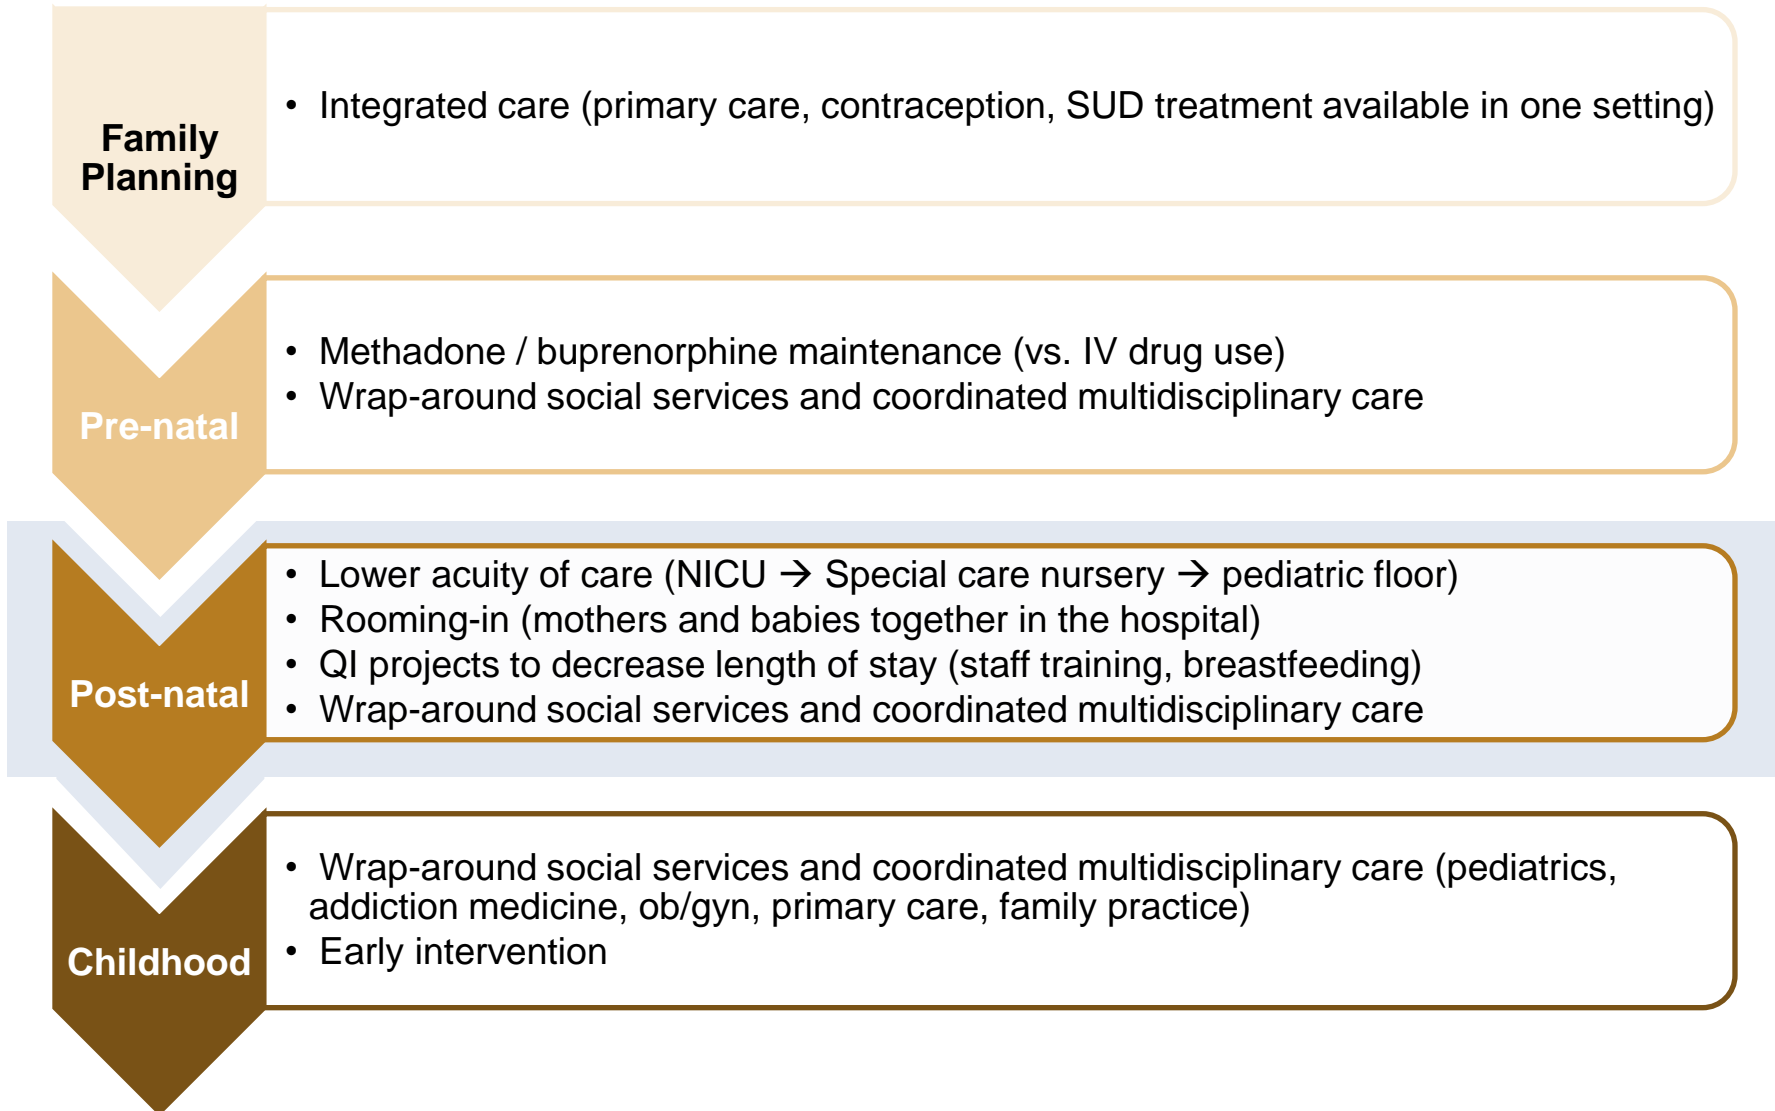 Family
Planning
• Integrated care (primary care, contraception, SUD treatment available in one setting)
Pre-natal
• Methadone / buprenorphine maintenance (vs. IV drug use)
• Wrap-around social services and coordinated multidisciplinary care
Post-natal
• Lower acuity of care (NICU → Special care nursery → pediatric floor)
• Rooming-in (mothers and babies together in the hospital)
• QI projects to decrease length of stay (staff training, breastfeeding)
• Wrap-around social services and coordinated multidisciplinary care
Childhood
• Wrap-around social services and coordinated multidisciplinary care (pediatrics,
addiction medicine, ob/gyn, primary care, family practice)
• Early intervention